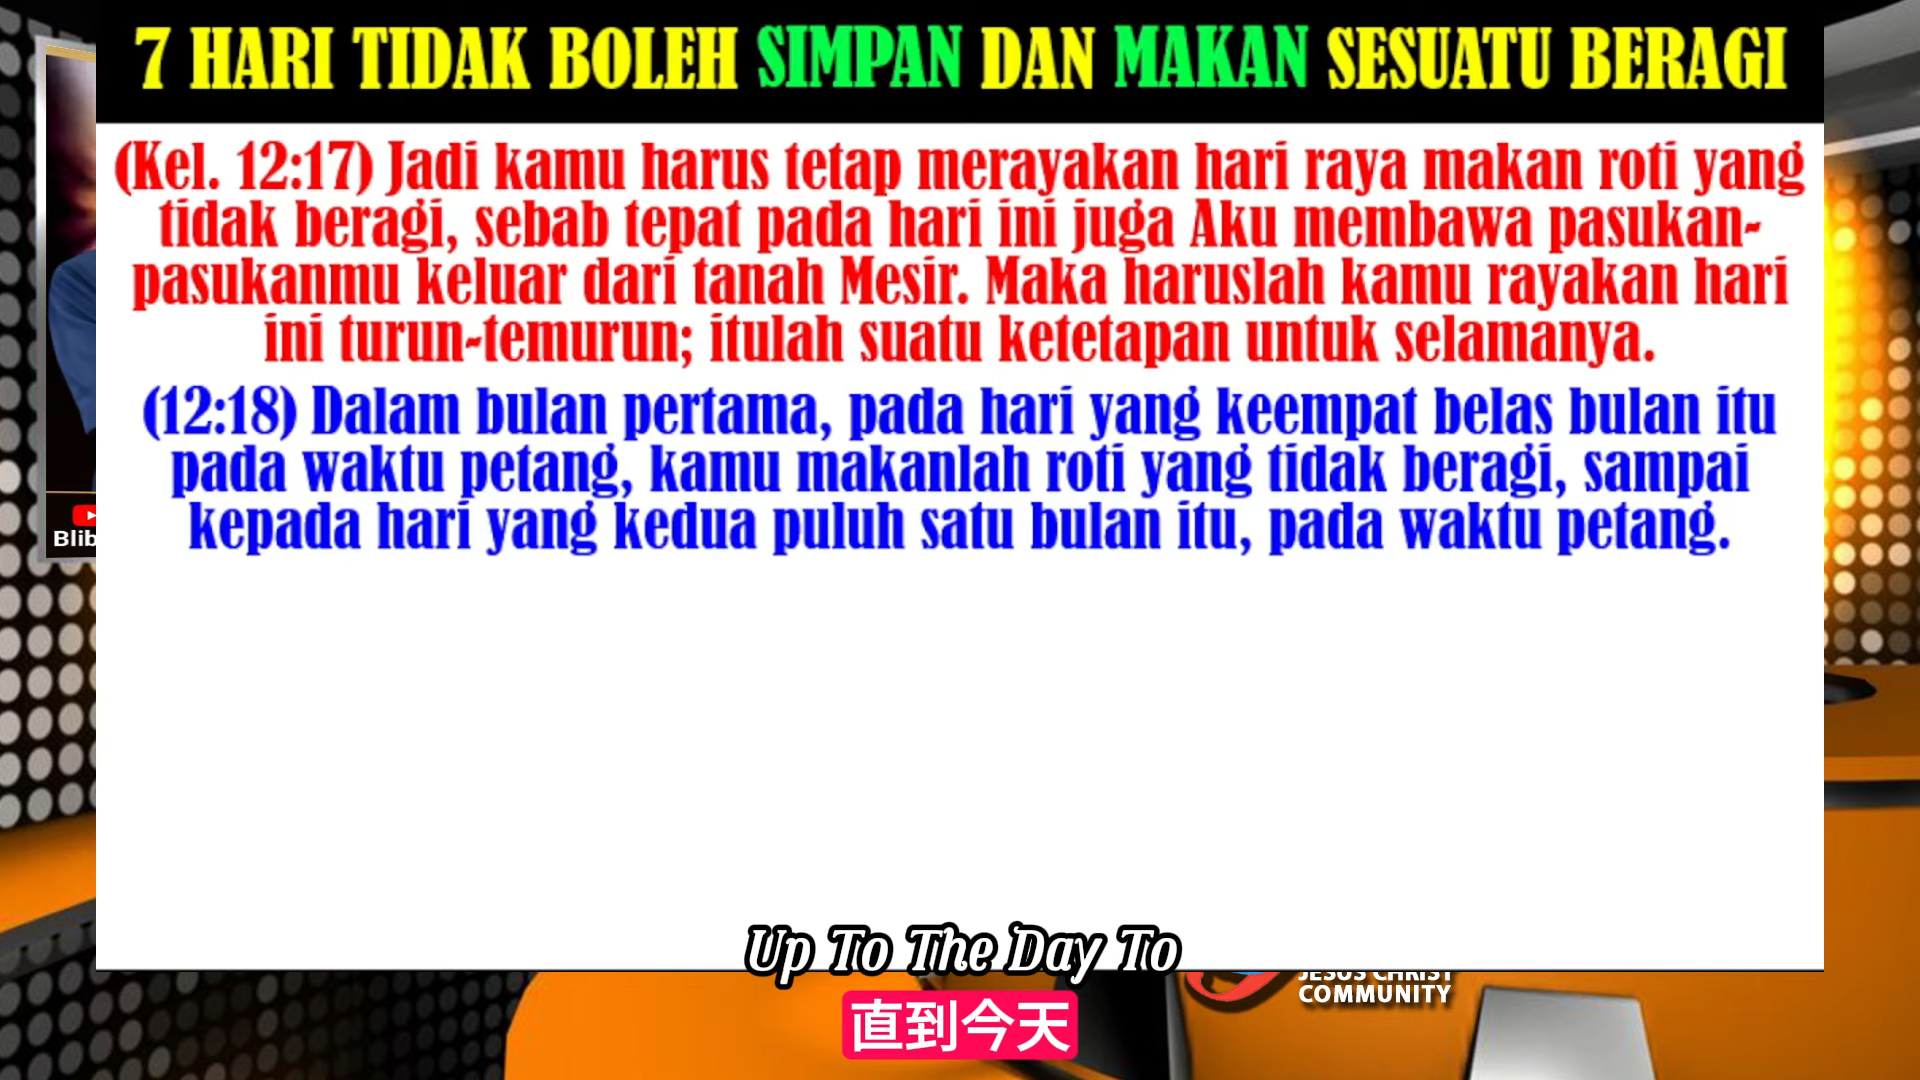 7 HARI TIDAK BOLEH SIMPAN DAN MAKAN SESUATU BERAGI
(Kel. 12:17) Jadi kamu harus tetap merayakan hari raya makan roti yang
tidak beragi, sebab tepat pada hari ini juga Aku membawa pasukan-
pasukanmu keluar dari tanah Mesir. Maka haruslah kamu rayakan hari
ini turun-temurun; itulah suatu ketetapan untuk selamanya.
(12:18) Dalam bulan pertama, pada hari yang keempat belas bulan itu
pada waktu petang, kamu makanlah roti yang tidak beragi, sampai
kepada hari yang kedua puluh satu bulan itu, pada waktu petang.
Blib
Up To The Day To
JESUS CHRIST
COMMUNITY
直到今天